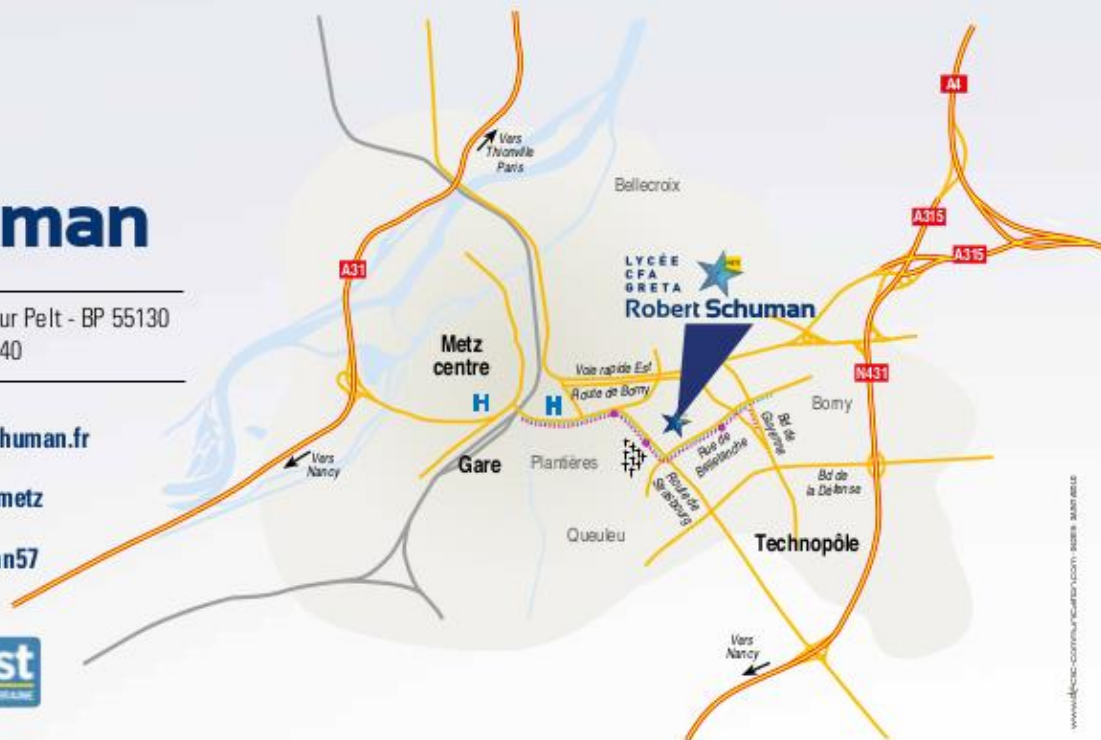 man
ur Pelt - BP 55130
40
human.fr
metz
n57
st
A4
Vers
Thionville
Paris
Bellecroix
A315
A315
A31
LYCÉE
CFA
GRETA
Robert Schuman
Metz
centre
Voie rapide Est
Route de Borny
N431
H
H
Borny
Bd de
Guyenne
Rue de
Belleplanche
Vers
Nancy
Gare
Plantières
Route de
Strasbourg
Bd de
la Défense
Queuleu
Technopôle
Vers
Nancy